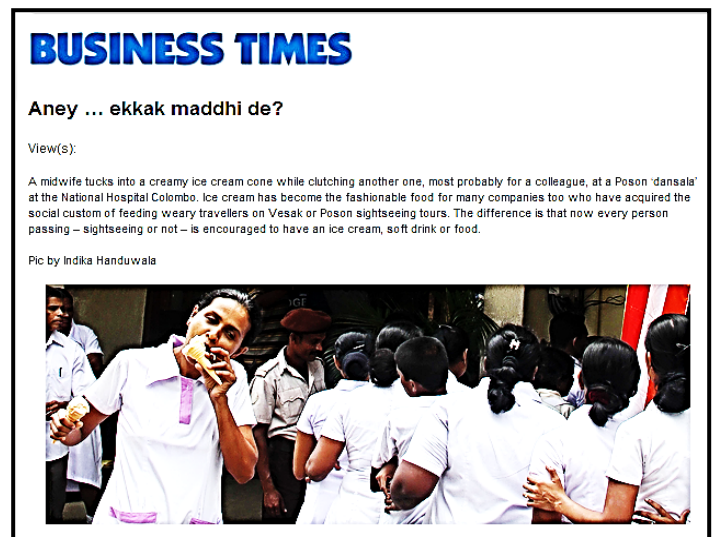 BUSINESS TIMES
Aney ... ekkak maddhi de?
View(s):
A midwife tucks into a creamy ice cream cone while clutching another one, most probably for a colleague, at a Poson ‘dansala’
at the National Hospital Colombo. Ice cream has become the fashionable food for many companies too who have acquired the
social custom of feeding weary travellers on Vesak or Poson sightseeing tours. The difference is that now every person
passing – sightseeing or not – is encouraged to have an ice cream, soft drink or food.
Pic by Indika Handuwala